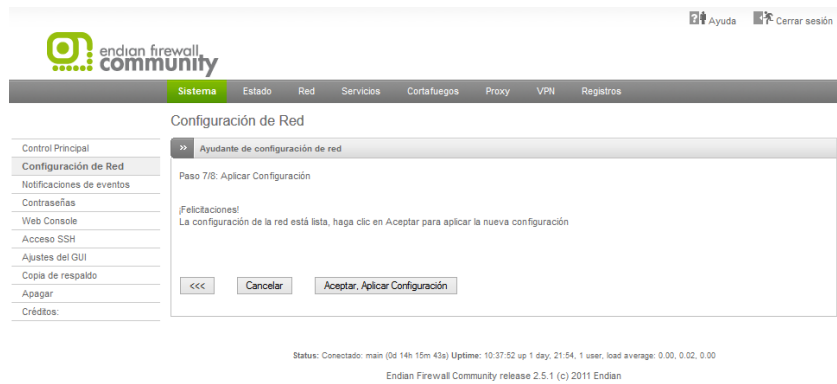 Ayuda Cerrar sesión
endian firewall
community
Sistema Estado Red Servicios Cortafuegos Proxy VPN Registros
Configuración de Red
Control Principal
Configuración de Red
Notificaciones de eventos
Contraseñas
Web Console
Acceso SSH
Ajustes del GUI
Copia de respaldo
Apagar
Créditos:
>> Ayudante de configuración de red
Paso 7/8: Aplicar Configuración
¡Felicitaciones!
La configuración de la red está lista, haga clic en Aceptar para aplicar la nueva configuración
<<< Cancelar Aceptar, Aplicar Configuración
Status: Conectado: main (0d 14h 15m 43s) Uptime: 10:37:52 up 1 day, 21:54, 1 user, load average: 0.00, 0.02, 0.00
Endian Firewall Community release 2.5.1 (c) 2011 Endian